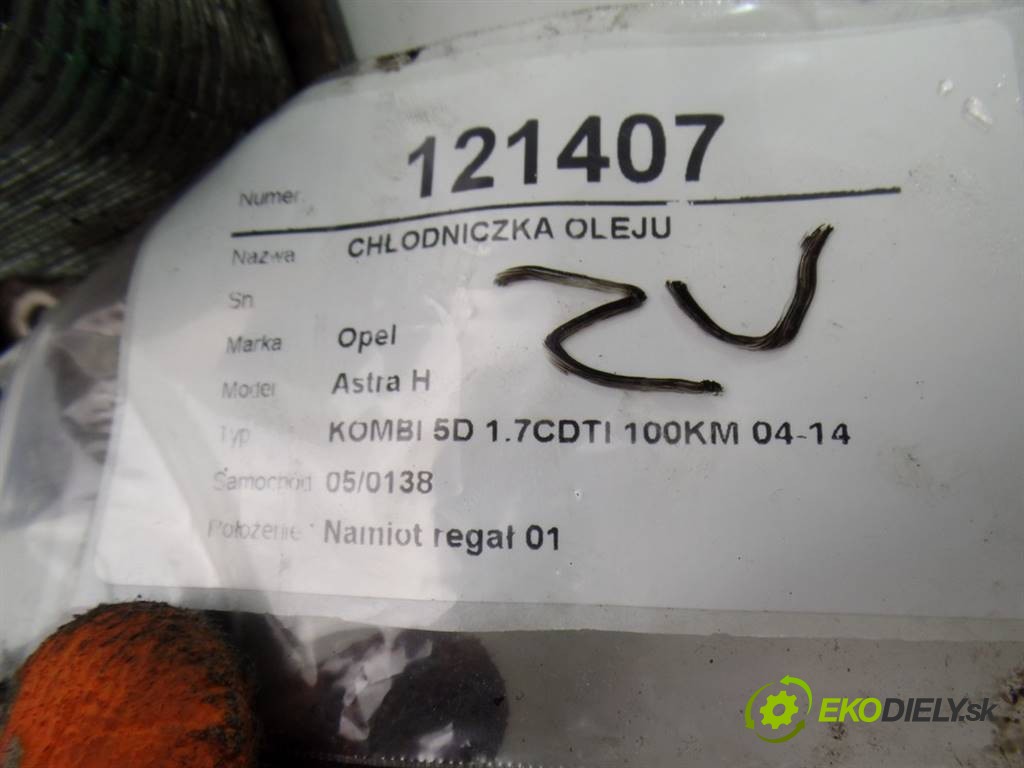 Numer 121407
Nazwa CHŁODNICZKA OLEJU
Sn
ZU
Marka Opel
Model Astra H
Typ KOMBI 5D 1.7CDTI 100KM 04-14
Samochód 05/0138
Położenie Namiot regał 01
EKODIELY.sk